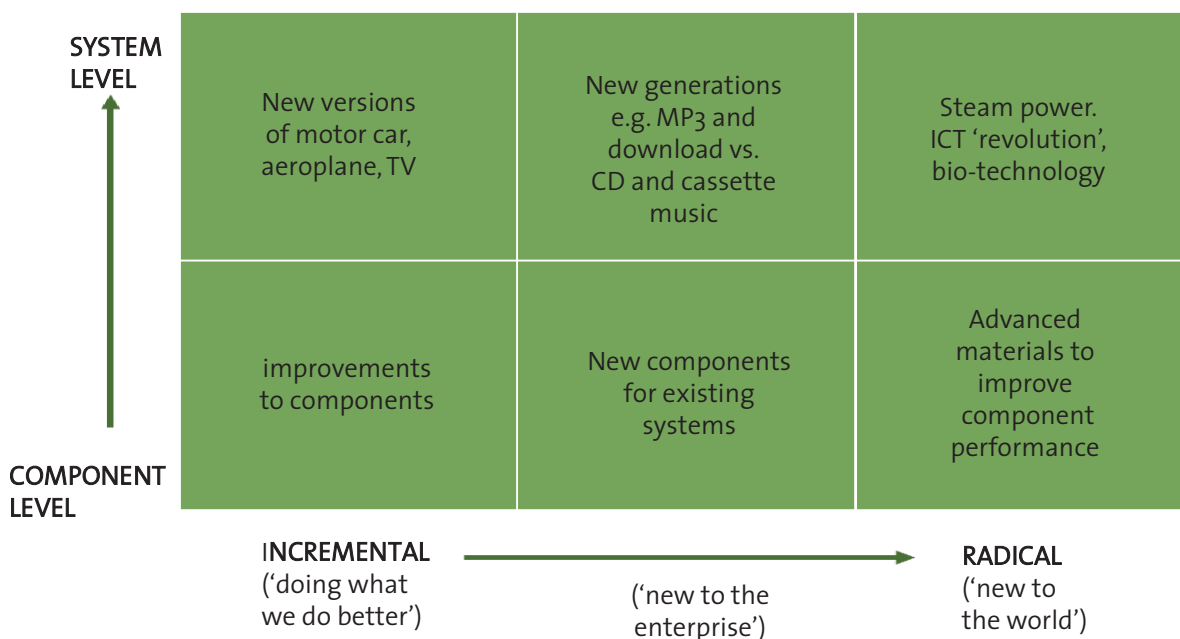 SYSTEM
LEVEL
New versions
of motor car,
aeroplane, TV
New generations
e.g. MP3 and
download vs.
CD and cassette
music
Steam power.
ICT ‘revolution’,
bio-technology
improvements
to components
New components
for existing
systems
Advanced
materials to
improve
component
performance
COMPONENT
LEVEL
INCREMENTAL
(‘doing what
we do better’)
(‘new to the
enterprise’)
RADICAL
(‘new to
the world’)